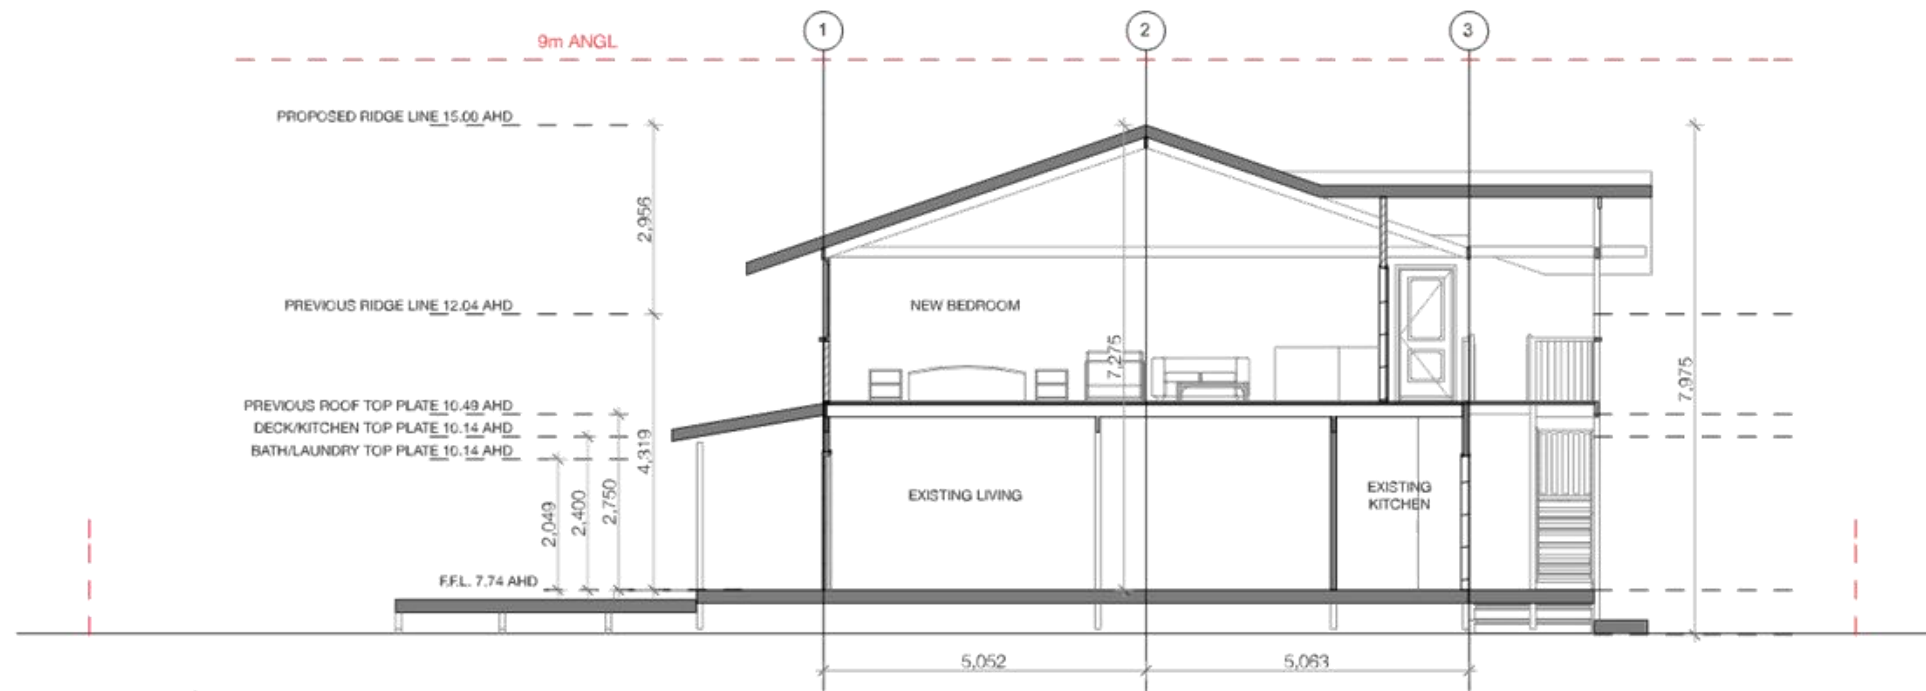 1
2
3
9m ANGL
PROPOSED RIDGE LINE 15.00 AHD
2,956
PREVIOUS RIDGE LINE 12.04 AHD
NEW BEDROOM
7,275
7,975
PREVIOUS ROOF TOP PLATE 10.49 AHD
DECK/KITCHEN TOP PLATE 10.14 AHD
BATH/LAUNDRY TOP PLATE 10.14 AHD
4,319
2,750
2,400
2,049
EXISTING LIVING
EXISTING
KITCHEN
F.F.L. 7.74 AHD
5,052
5,063